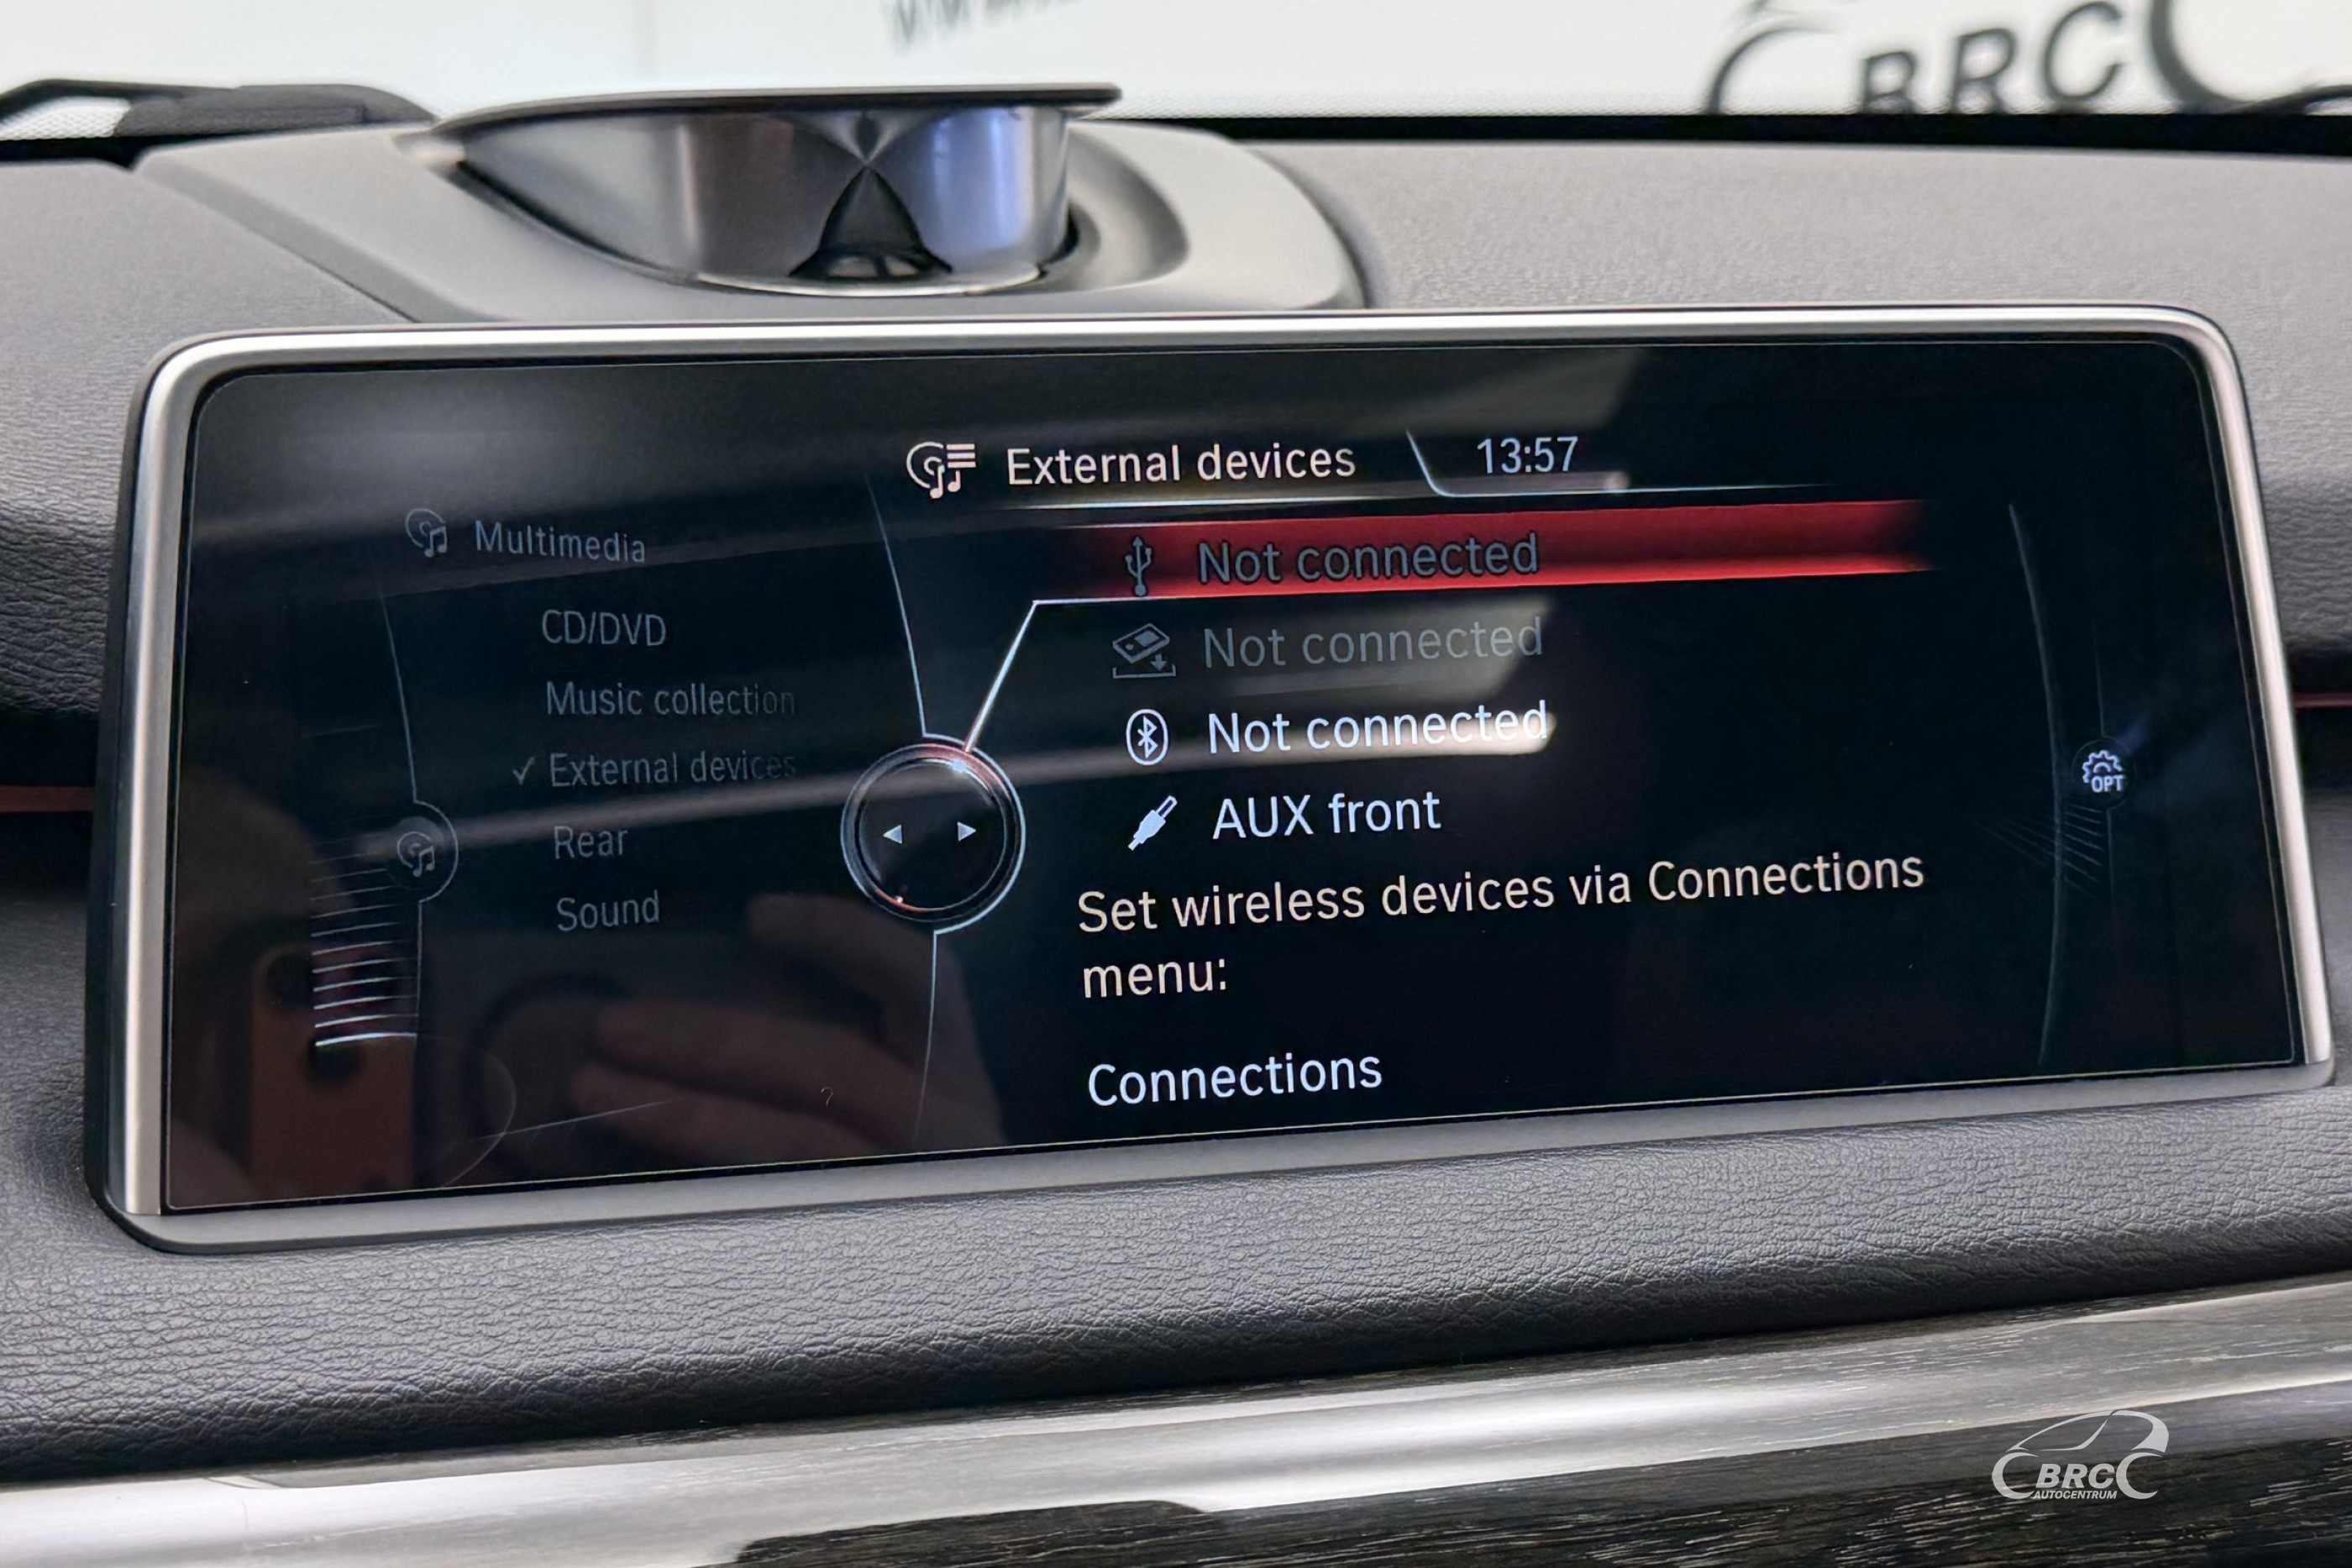 BRC
External devices
13:57
Multimedia
CD/DVD
Music collection
External devices
Rear
Sound
Not connected
Not connected
Not connected
AUX front
Set wireless devices via Connections
menu:
Connections
OPT
BRC
AUTOCENTRUM